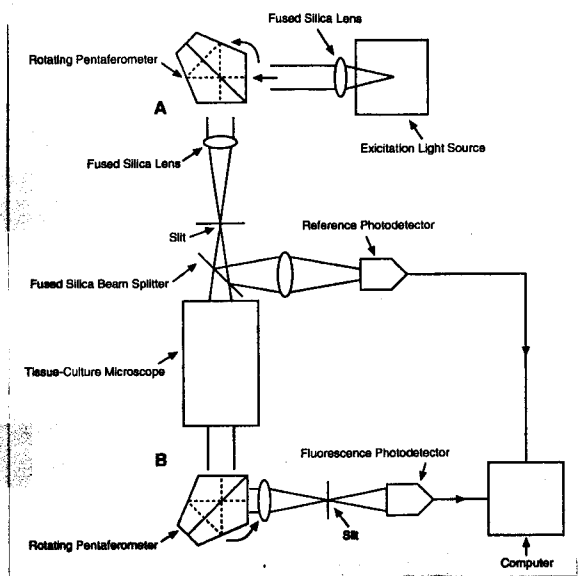 Fused Silica Lens
Rotating Pentaferometer
A
Exicitation Light Source
Fused Silica Lens
Slit
Reference Photodetector
Fused Silica Beam Splitter
Tissue-Culture Microscope
B
Fluorescence Photodetector
Slit
Rotating Pentaferometer
Computer